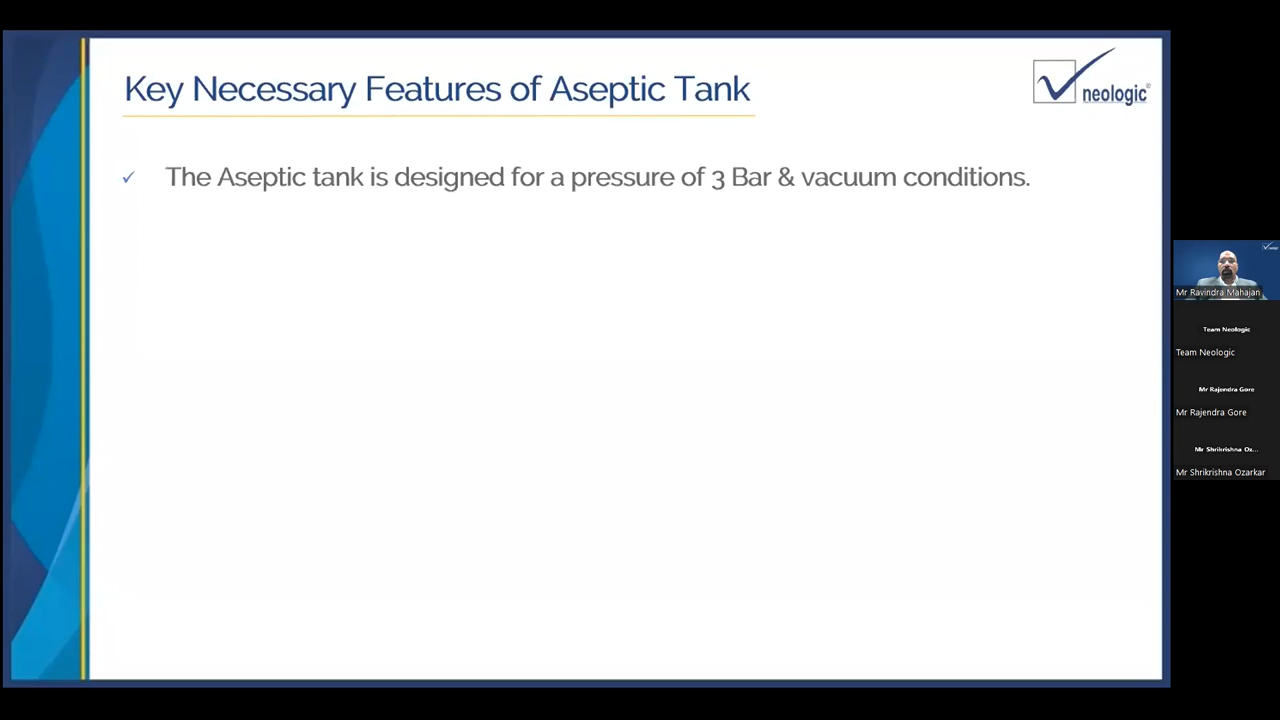 Key Necessary Features of Aseptic Tank
neologic®
✓ The Aseptic tank is designed for a pressure of 3 Bar & vacuum conditions.
Mr Ravindra Mahajan
Team Neologic
Team Neologic
Mr Rajendra Gore
Mr Rajendra Gore
Mr Shrikrishna Oz...
Mr Shrikrishna Ozarkar